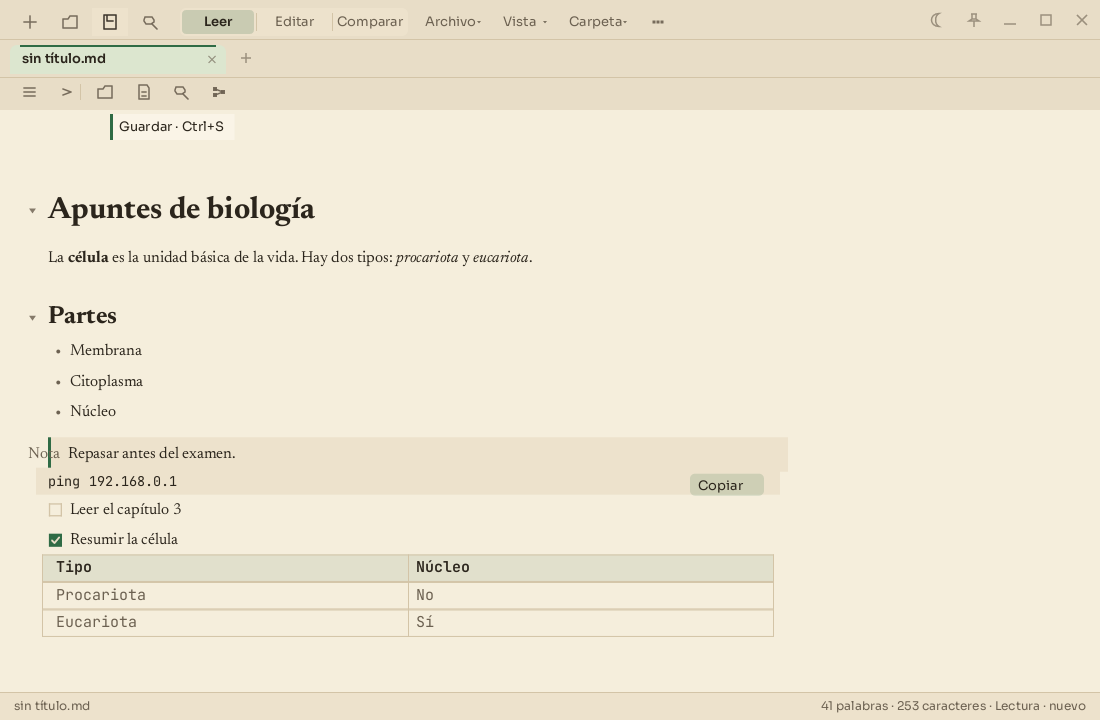 Leer Editar Comparar Archivo Vista Carpeta
sin título.md
Guardar · Ctrl+S
Apuntes de biología
La célula es la unidad básica de la vida. Hay dos tipos: procariota y eucariota.
Partes
• Membrana
• Citoplasma
• Núcleo
Nota Repasar antes del examen.
ping 192.168.0.1 Copiar
Leer el capítulo 3
Resumir la célula
Tipo Núcleo
Procariota No
Eucariota Sí
sin título.md 41 palabras · 253 caracteres · Lectura · nuevo